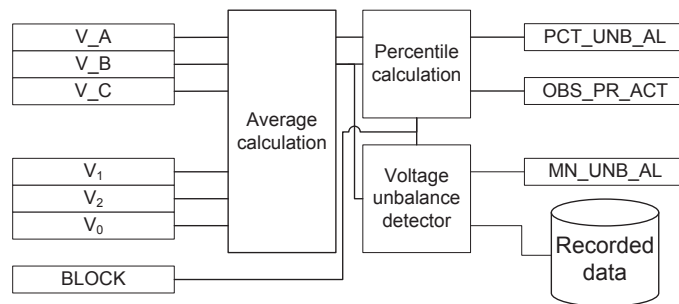 V_A
V_B
V_C
V₁
V₂
V₀
BLOCK
Average
calculation
Percentile
calculation
Voltage
unbalance
detector
PCT_UNB_AL
OBS_PR_ACT
MN_UNB_AL
Recorded
data